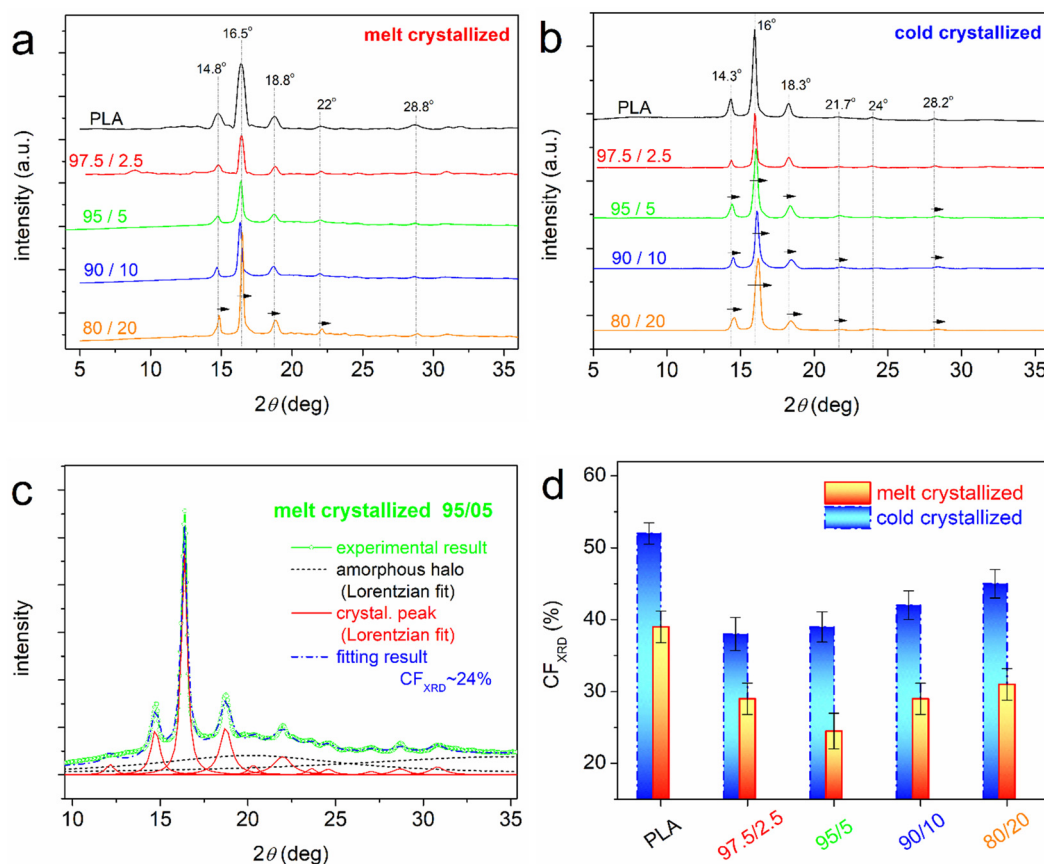 a
melt crystallized
intensity (a.u.)
14.8°
16.5°
18.8°
22°
28.8°
PLA
97.5 / 2.5
95 / 5
90 / 10
80 / 20
5 10 15 20 25 30 35
2θ (deg)
b
cold crystallized
intensity (a.u.)
14.3°
16°
18.3°
21.7°
24°
28.2°
PLA
97.5 / 2.5
95 / 5
90 / 10
80 / 20
5 10 15 20 25 30 35
2θ (deg)
c
melt crystallized 95/05
experimental result
amorphous halo
(Lorentzian fit)
crystal. peak
(Lorentzian fit)
fitting result
CF_XRD~24%
intensity
10 15 20 25 30 35
2θ (deg)
d
melt crystallized
cold crystallized
CF_XRD (%)
60
50
40
30
20
PLA
97.5/2.5
95/5
90/10
80/20